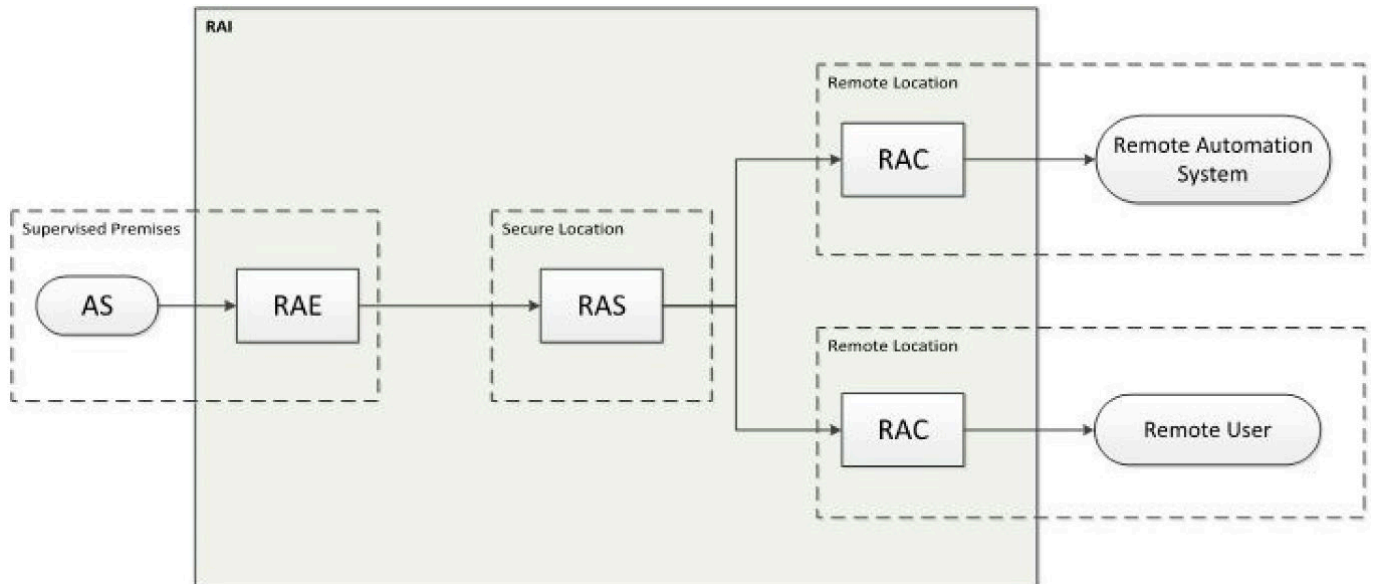 RAI
Remote Location
RAC
Remote Automation
System
Supervised Premises
AS
RAE
Secure Location
RAS
Remote Location
RAC
Remote User